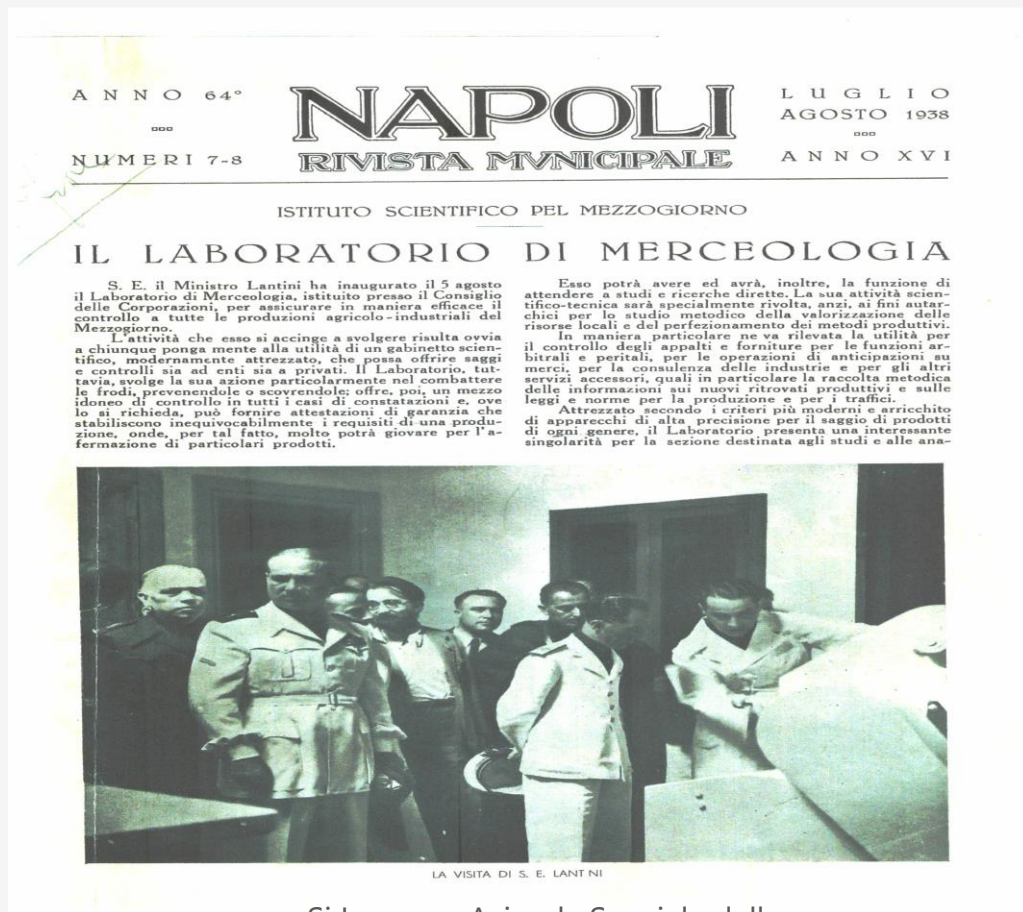 ANNO 64°
NUMERI 7-8
NAPOLI
RIVISTA MVNICIPALE
LUGLIO
AGOSTO 1938
ANNO XVI
ISTITUTO SCIENTIFICO PEL MEZZOGIORNO
IL LABORATORIO DI MERCEOLOGIA
S. E. il Ministro Lantini ha inaugurato il 5 agosto
il Laboratorio di Merceologia, istituito presso il Consiglio
delle Corporazioni, per assicurare in maniera efficace il
controllo a tutte le produzioni agricolo-industriali del
Mezzogiorno.
L'attività che esso si accinge a svolgere risulta ovvia
a chiunque ponga mente alla utilità di un gabinetto scien-
tifico, modernamente attrezzato, che possa offrire saggi
e controlli sia ad enti sia a privati. Il Laboratorio, tut-
tavia, svolge la sua azione particolarmente nel combattere
le frodi, prevenendole o scovrendole; offre, poi, un mezzo
idoneo di controllo in tutti i casi di constatazioni e, ove
lo si richieda, può fornire attestazioni di garanzia che
stabiliscono inequivocabilmente i requisiti di una produ-
zione, onde, per tal fatto, molto potrà giovare per l'a-
fermazione di particolari prodotti.
Esso potrà avere ed avrà, inoltre, la funzione di
attendere a studi e ricerche dirette. La sua attività scien-
tifico-tecnica sarà specialmente rivolta, anzi, ai fini autar-
chici per lo studio metodico della valorizzazione delle
risorse locali e del perfezionamento dei metodi produttivi.
In maniera particolare ne va rilevata la utilità per
il controllo degli appalti e forniture per le funzioni ar-
bitrali e peritali, per le operazioni di anticipazioni su
merci, per la consulenza delle industrie e per gli altri
servizi accessori, quali in particolare la raccolta metodica
delle informazioni sui nuovi ritrovati produttivi e sulle
leggi e norme per la produzione e per i traffici.
Attrezzato secondo i criteri più moderni e arricchito
di apparecchi di alta precisione per il saggio di prodotti
di ogni genere, il Laboratorio presenta una interessante
singolarità per la sezione destinata agli studi e alle ana-
LA VISITA DI S. E. LANTINI